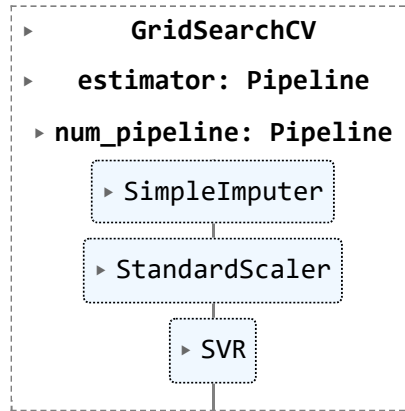 GridSearchCV
estimator: Pipeline
num_pipeline: Pipeline
SimpleImputer
StandardScaler
SVR